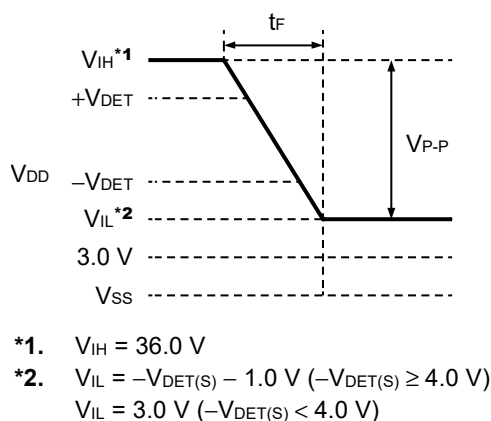 tF
VIH*1
+VDET
VP-P
VDD
−VDET
VIL*2
3.0 V
VSS
*1. VIH = 36.0 V
*2. VIL = −VDET(S) − 1.0 V (−VDET(S) ≥ 4.0 V)
VIL = 3.0 V (−VDET(S) < 4.0 V)